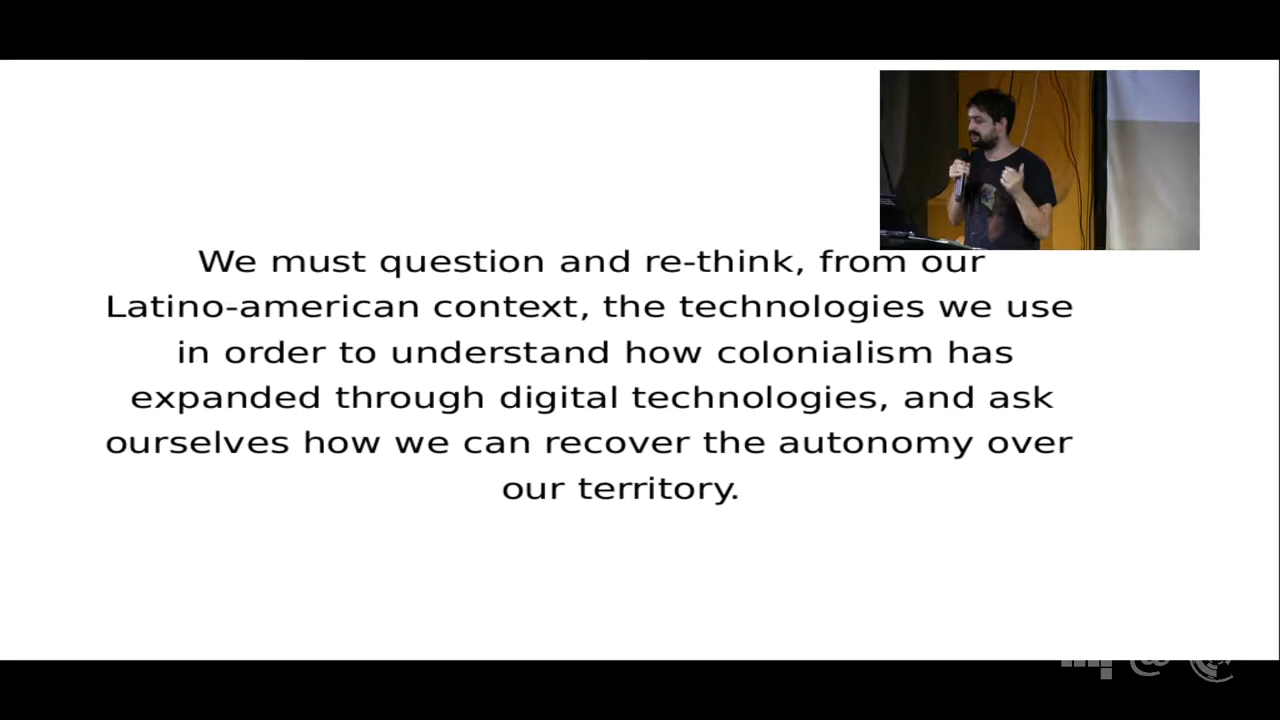 We must question and re-think, from our
Latino-american context, the technologies we use
in order to understand how colonialism has
expanded through digital technologies, and ask
ourselves how we can recover the autonomy over
our territory.